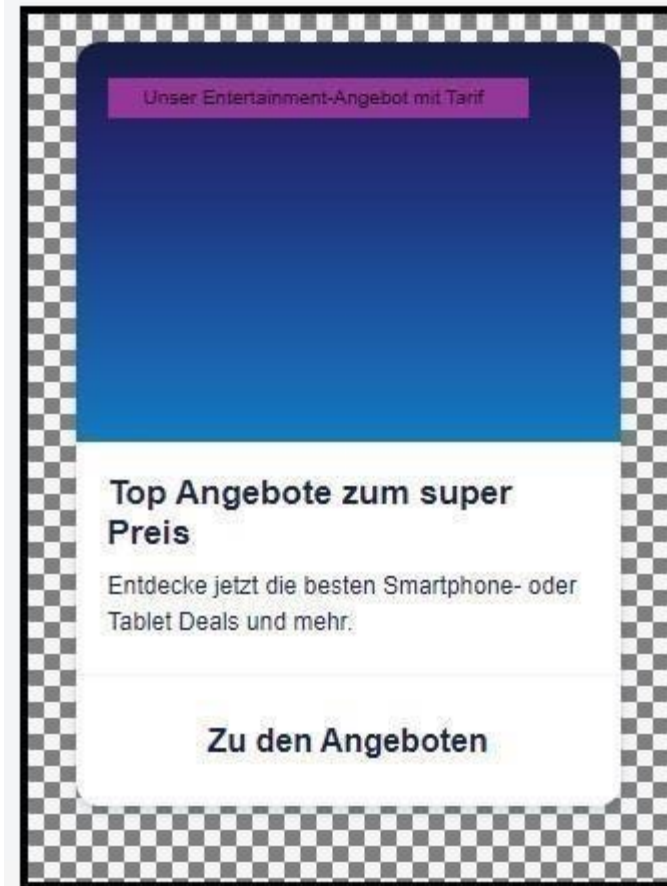 Unser Entertainment-Angebot mit Tarif
Top Angebote zum super
Preis
Entdecke jetzt die besten Smartphone- oder
Tablet Deals und mehr.
Zu den Angeboten